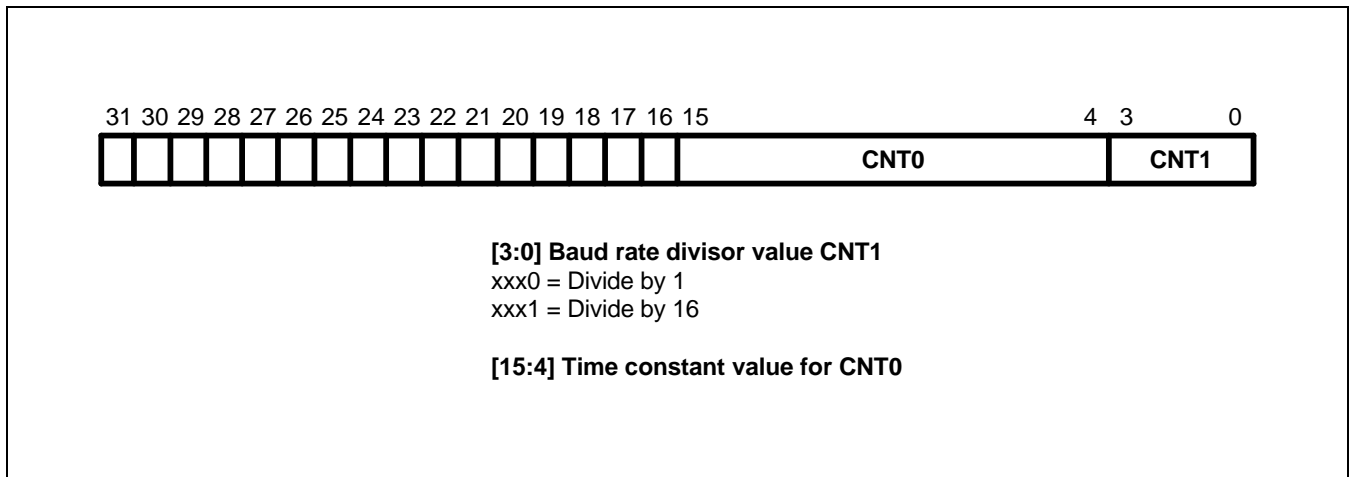 31 30 29 28 27 26 25 24 23 22 21 20 19 18 17 16 15 4 3 0
CNT0 CNT1
[3:0] Baud rate divisor value CNT1
xxx0 = Divide by 1
xxx1 = Divide by 16
[15:4] Time constant value for CNT0